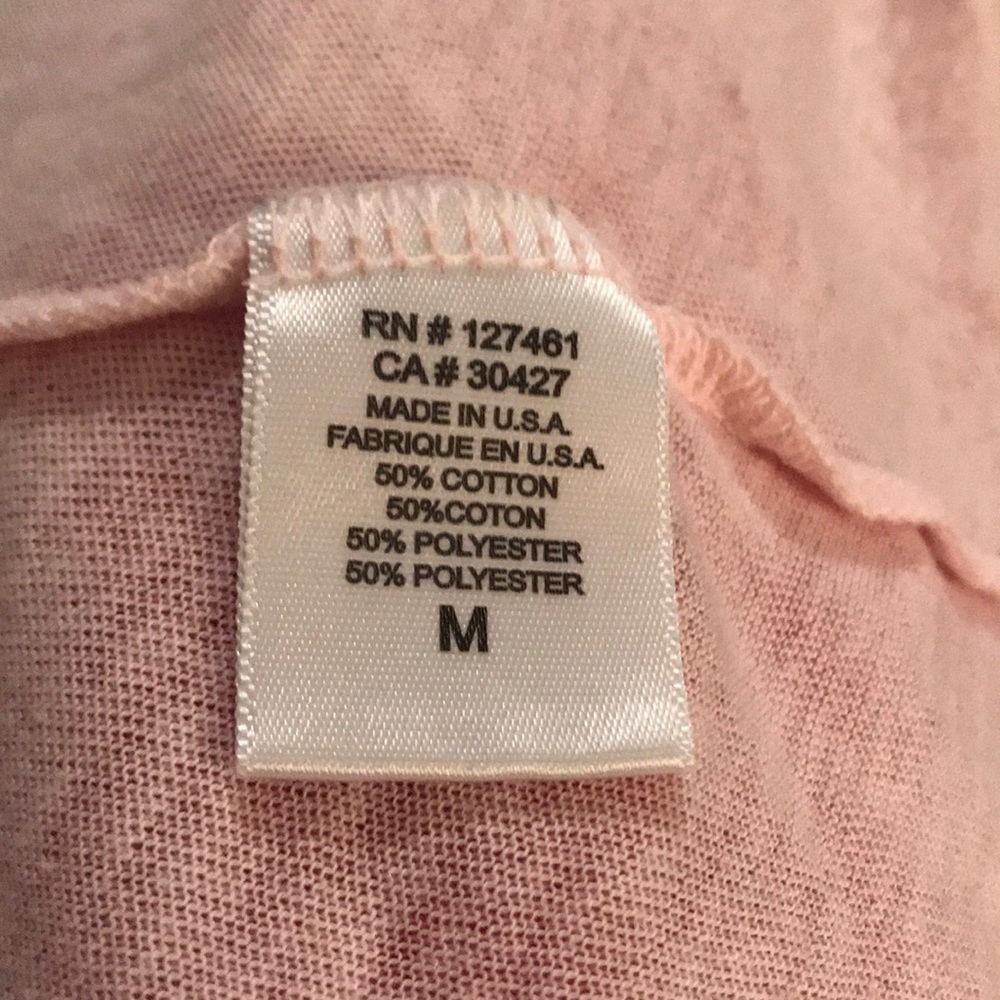 RN # 127461
CA # 30427
MADE IN U.S.A.
FABRIQUE EN U.S.A.
50% COTTON
50%COTON
50% POLYESTER
50% POLYESTER
M